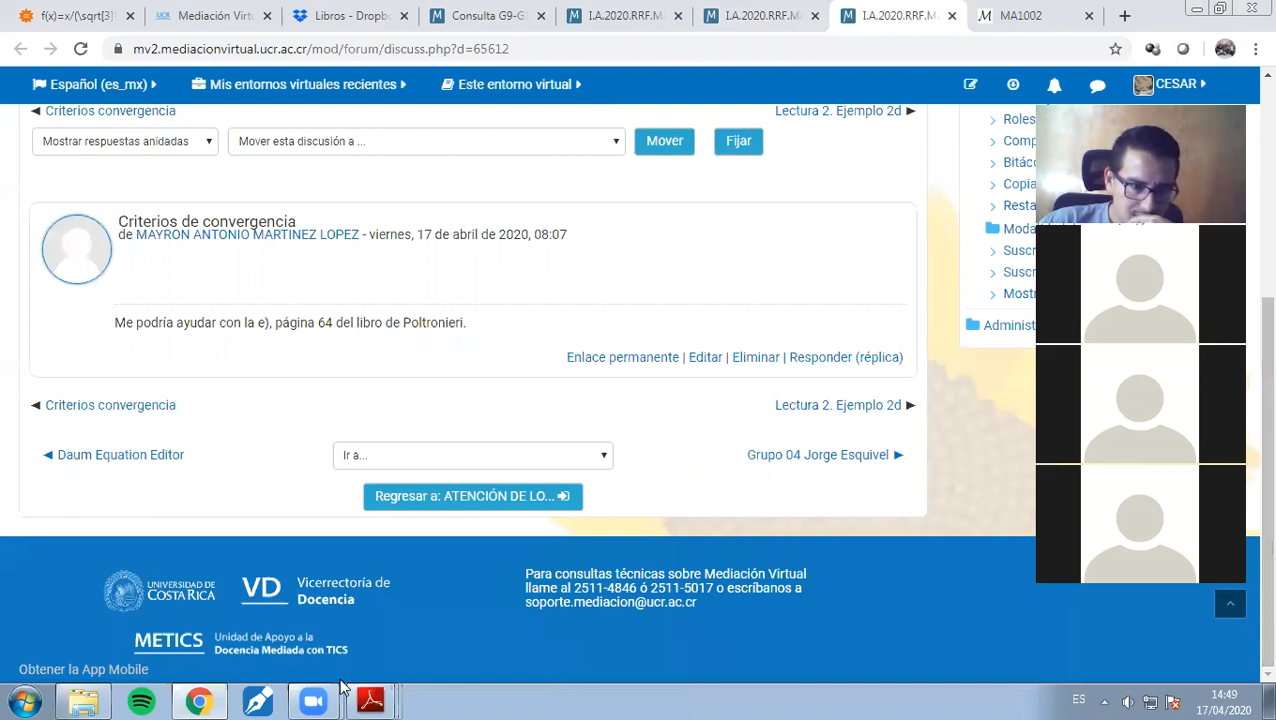 f(x)=x/(\sqrt[3]
Mediación Virtu
Libros - Dropbo
Consulta G9-G1
I.A.2020.RRF.M
I.A.2020.RRF.M
I.A.2020.RRF.M
MA1002
mv2.mediacionvirtual.ucr.ac.cr/mod/forum/discuss.php?d=65612
Español (es_mx)
Mis entornos virtuales recientes
Este entorno virtual
CESAR
Criterios convergencia
Lectura 2. Ejemplo 2d
Mostrar respuestas anidadas
Mover esta discusión a ...
Mover
Fijar
Roles
Comp
Bitáco
Copia
Resta
Moda
Suscr
Suscr
Mostr
Administ
Criterios de convergencia
de MAYRON ANTONIO MARTINEZ LOPEZ - viernes, 17 de abril de 2020, 08:07
Me podría ayudar con la e), página 64 del libro de Poltronieri.
Enlace permanente | Editar | Eliminar | Responder (réplica)
Criterios convergencia
Lectura 2. Ejemplo 2d
Daum Equation Editor
Ir a...
Grupo 04 Jorge Esquivel
Regresar a: ATENCIÓN DE LO...
UNIVERSIDAD DE
COSTA RICA
VD
Vicerrectoría de
Docencia
METICS
Unidad de Apoyo a la
Docencia Mediada con TICS
Para consultas técnicas sobre Mediación Virtual
llame al 2511-4846 ó 2511-5017 o escríbanos a
soporte.mediacion@ucr.ac.cr
Obtener la App Mobile
ES
14:49
17/04/2020